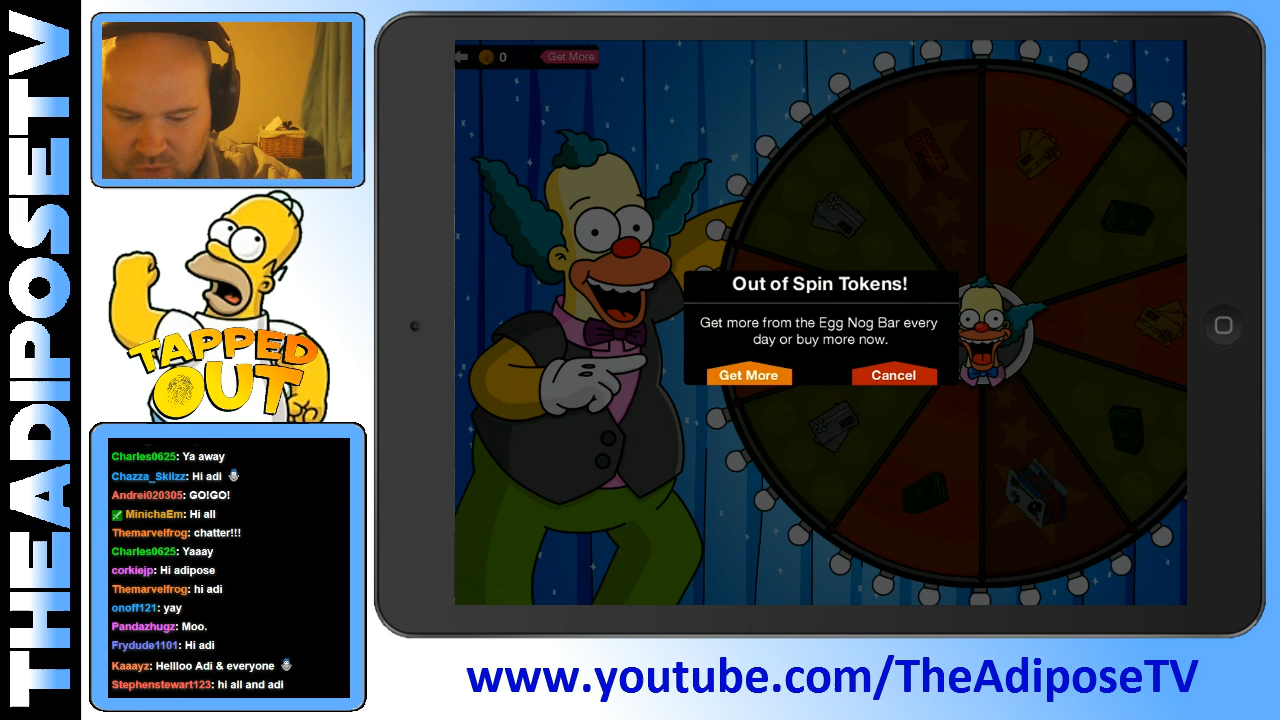 THEADIPOSETV
TAPPED
OUT
Charles0625: Ya away
Chazza_Skilzz: Hi adi
Andrei020305: GO!GO!
MinichaEm: Hi all
Themarvelfrog: chatter!!!
Charles0625: Yaaay
corkiejp: Hi adipose
Themarvelfrog: hi adi
onoff121: yay
Pandazhugz: Moo.
Frydude1101: Hi adi
Kaaayz: Hellloo Adi & everyone
Stephenstewart123: hi all and adi
0
Get More
Out of Spin Tokens!
Get more from the Egg Nog Bar every
day or buy more now.
Get More
Cancel
www.youtube.com/TheAdiposeTV